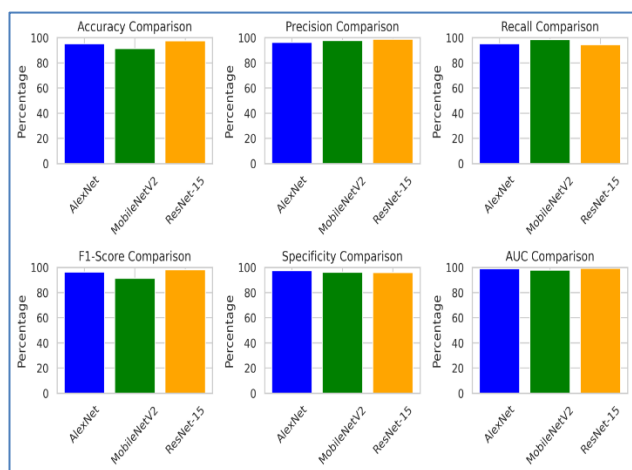 Accuracy Comparison
Percentage
100
80
60
40
20
0
AlexNet
MobileNetV2
ResNet-15
Precision Comparison
Percentage
100
80
60
40
20
0
AlexNet
MobileNetV2
ResNet-15
Recall Comparison
Percentage
100
80
60
40
20
0
AlexNet
MobileNetV2
ResNet-15
F1-Score Comparison
Percentage
100
80
60
40
20
0
AlexNet
MobileNetV2
ResNet-15
Specificity Comparison
Percentage
100
80
60
40
20
0
AlexNet
MobileNetV2
ResNet-15
AUC Comparison
Percentage
100
80
60
40
20
0
AlexNet
MobileNetV2
ResNet-15